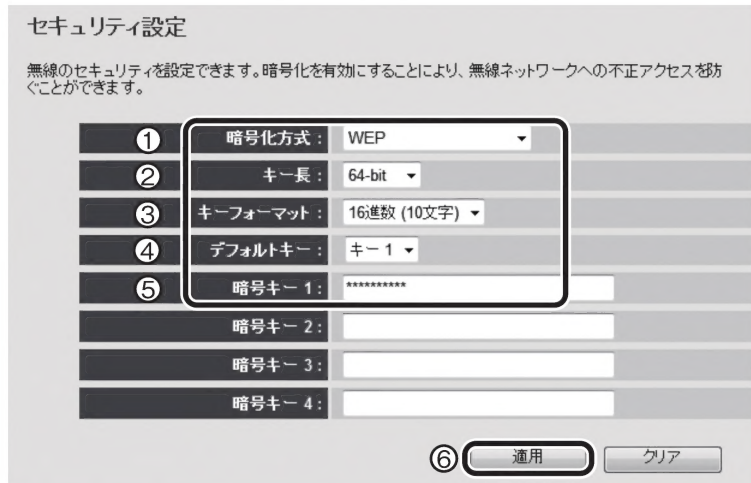 セキュリティ設定
無線のセキュリティを設定できます。暗号化を有効にすることにより、無線ネットワークへの不正アクセスを防
ぐことができます。
① 暗号化方式： WEP
② キー長： 64-bit
③ キーフォーマット： 16進数 (10文字)
④ デフォルトキー： キー 1
⑤ 暗号キー 1： **********
暗号キー 2：
暗号キー 3：
暗号キー 4：
⑥ 適用 クリア